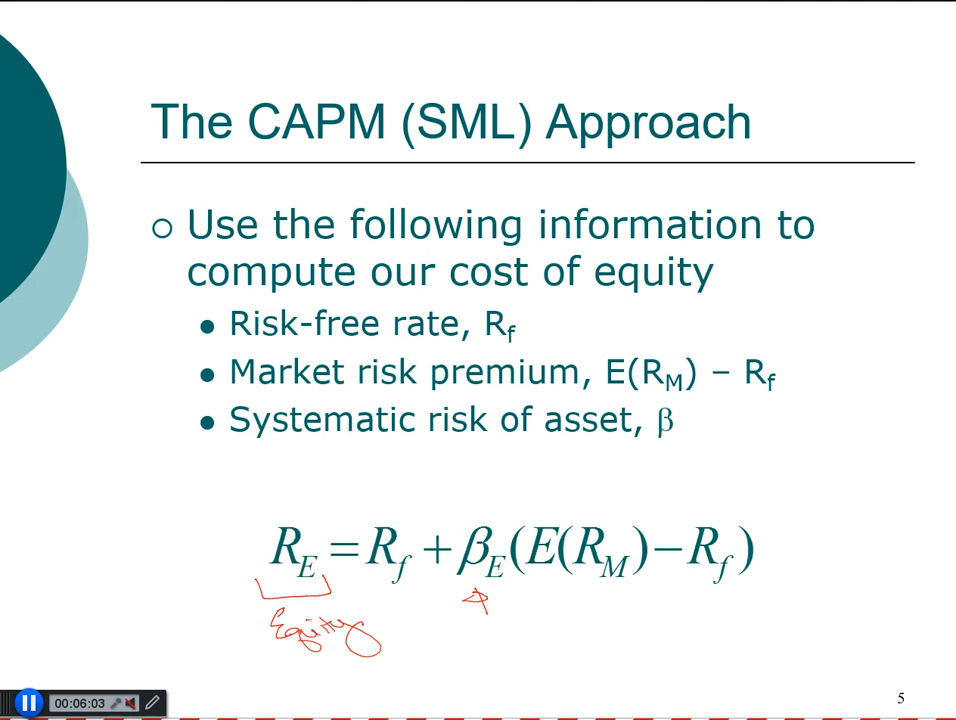 The CAPM (SML) Approach
Use the following information to
compute our cost of equity
Risk-free rate, Rf
Market risk premium, E(RM) – Rf
Systematic risk of asset, β
RE = Rf + βE(E(RM) − Rf)
Equity
00:06:03
5